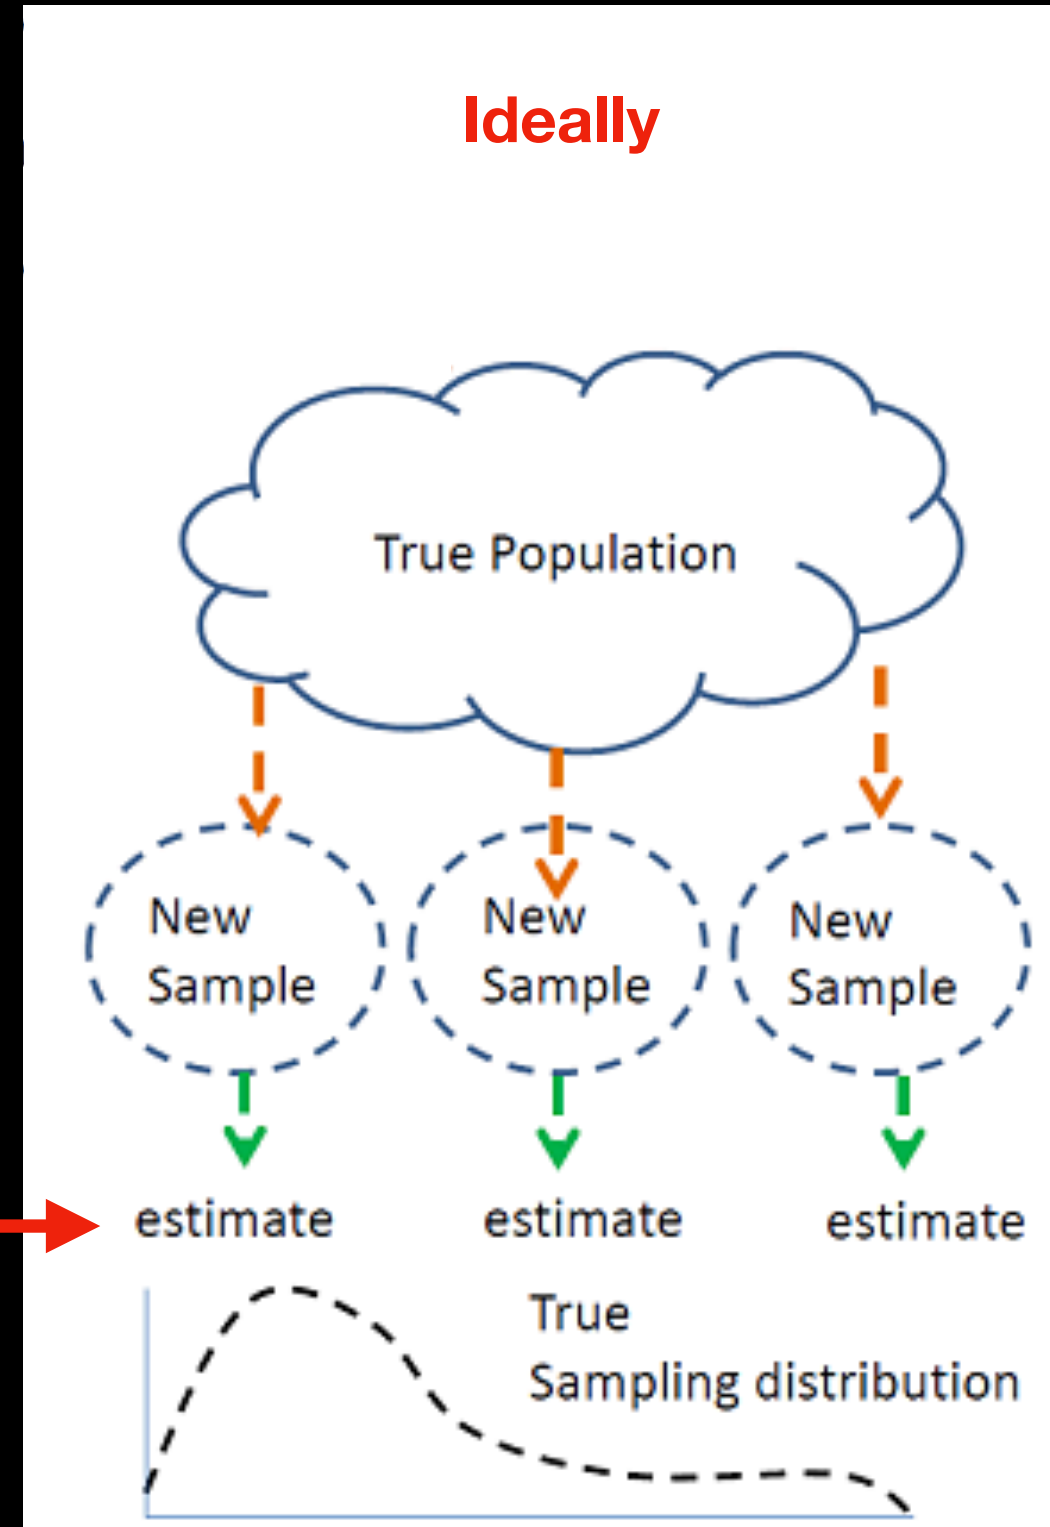 Ideally
True Population
New
Sample
New
Sample
New
Sample
estimate
estimate
estimate
True
Sampling distribution